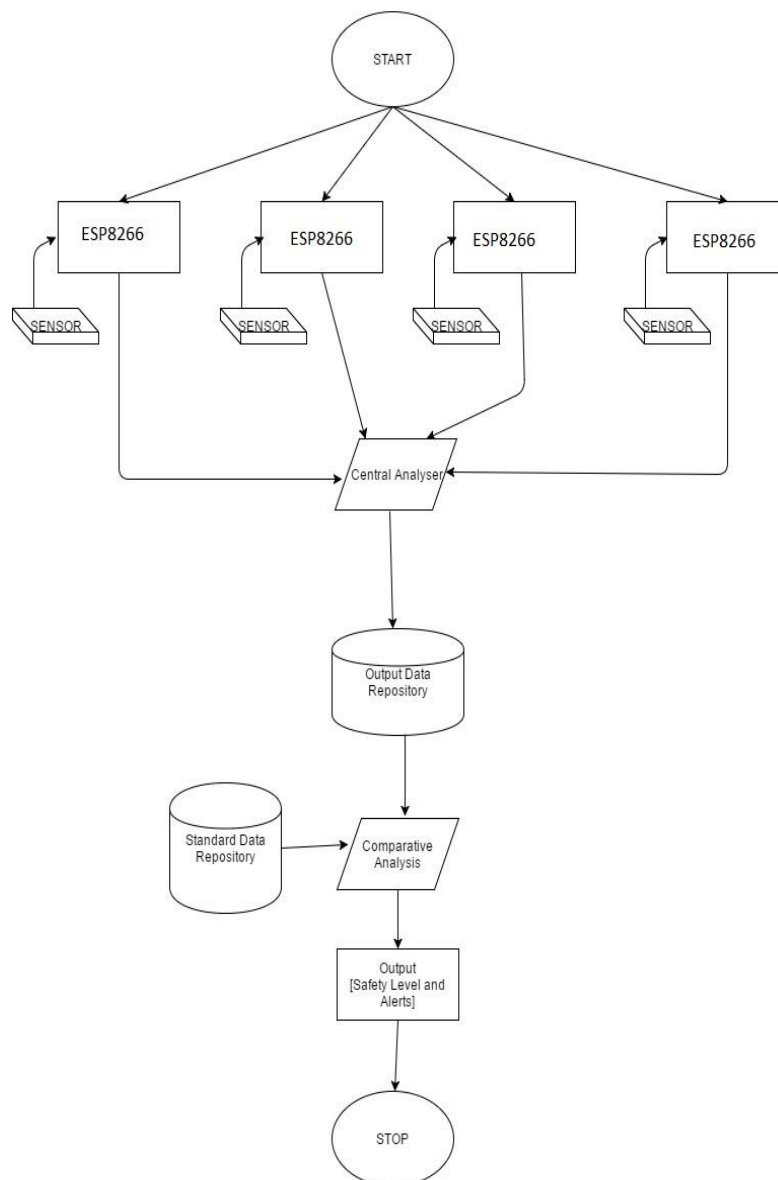 START
ESP8266
ESP8266
ESP8266
ESP8266
SENSOR
SENSOR
SENSOR
SENSOR
Central Analyser
Output Data
Repository
Standard Data
Repository
Comparative
Analysis
Output
[Safety Level and
Alerts]
STOP